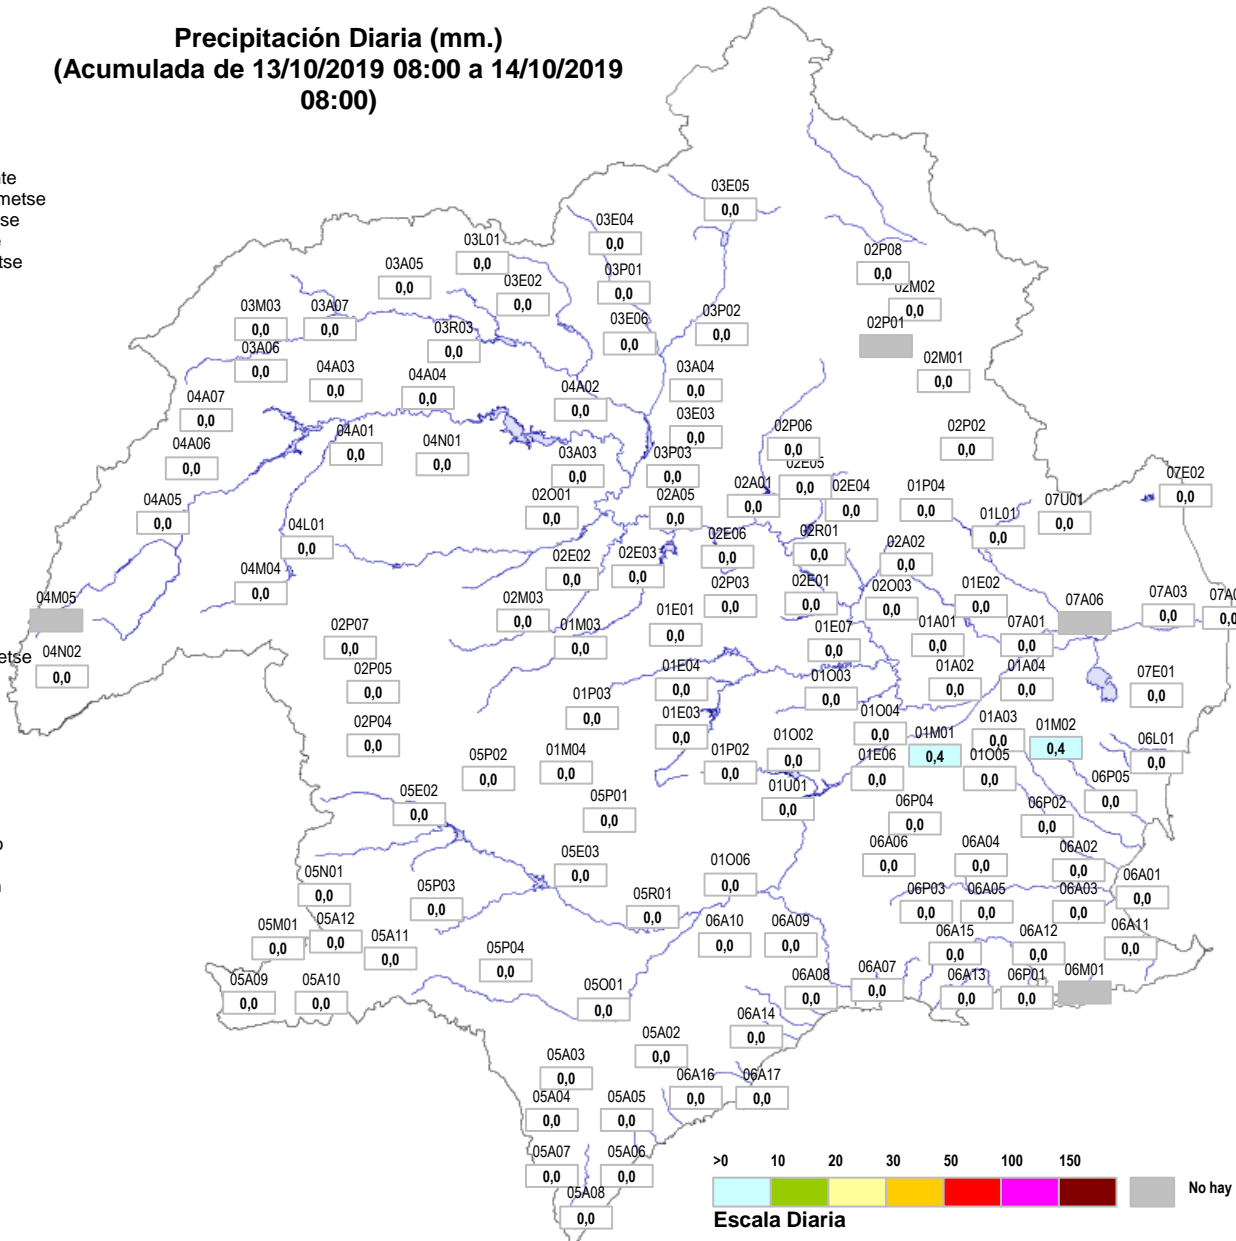 Precipitación Diaria (mm.)
(Acumulada de 13/10/2019 08:00 a 14/10/2019
08:00)
te
metse
se
e
tse
03E05
0,0
03E04
0,0
03L01
0,0
02P08
0,0
03A05
0,0
03E02
0,0
03P01
0,0
02M02
0,0
03M03
0,0
03A07
0,0
03R03
0,0
03E06
0,0
03P02
0,0
02P01
03A06
0,0
04A03
0,0
04A04
0,0
04A02
0,0
03A04
0,0
02M01
0,0
04A07
0,0
03E03
0,0
04A06
0,0
04A01
0,0
04N01
0,0
03A03
0,0
03P03
0,0
02P06
0,0
02E05
0,0
02P02
0,0
04A05
0,0
02O01
0,0
02A05
0,0
02A01
0,0
02E04
0,0
01P04
0,0
01L01
0,0
07U01
0,0
07E02
0,0
04L01
0,0
04M04
0,0
02E02
0,0
02E03
0,0
02E06
0,0
02R01
0,0
02A02
0,0
04M05
02M03
0,0
02P03
0,0
02E01
0,0
02O03
0,0
01E02
0,0
07A06
07A03
0,0
07A0
0,0
02P07
0,0
01M03
0,0
01E01
0,0
01E07
0,0
01A01
0,0
07A01
0,0
etse
04N02
0,0
02P05
0,0
01E04
0,0
01O03
0,0
01A02
0,0
01A04
0,0
07E01
0,0
02P04
0,0
01P03
0,0
01E03
0,0
01O04
0,0
01M01
0,4
01A03
0,0
01M02
0,4
06L01
0,0
05P02
0,0
01M04
0,0
01P02
0,0
01O02
0,0
01E06
0,0
01O05
0,0
06P05
0,0
05E02
0,0
05P01
0,0
01U01
0,0
06P04
0,0
06P02
0,0
o
05E03
0,0
06A06
0,0
06A04
0,0
06A02
0,0
n
05N01
0,0
05P03
0,0
01O06
0,0
06P03
0,0
06A05
0,0
06A03
0,0
06A01
0,0
05R01
0,0
05M01
0,0
05A12
0,0
05A11
0,0
05P04
0,0
06A10
0,0
06A09
0,0
06A15
0,0
06A12
0,0
06A11
0,0
05A09
0,0
05A10
0,0
05O01
0,0
06A08
0,0
06A07
0,0
06A13
0,0
06P01
0,0
06M01
05A02
0,0
06A14
0,0
05A03
0,0
06A16
0,0
06A17
0,0
05A04
0,0
05A05
0,0
05A07
0,0
05A06
0,0
05A08
0,0
>0 10 20 30 50 100 150
No hay
Escala Diaria